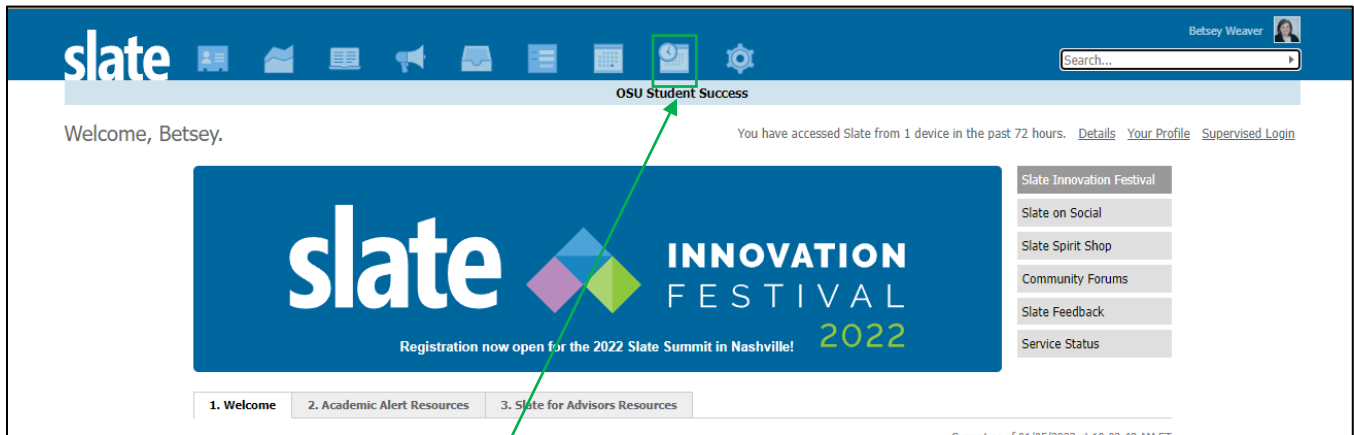 Betsey Weaver
slate
Search...
OSU Student Success
Welcome, Betsey.
You have accessed Slate from 1 device in the past 72 hours. Details Your Profile Supervised Login
slate
INNOVATION
FESTIVAL
2022
Registration now open for the 2022 Slate Summit in Nashville!
Slate Innovation Festival
Slate on Social
Slate Spirit Shop
Community Forums
Slate Feedback
Service Status
1. Welcome
2. Academic Alert Resources
3. Slate for Advisors Resources